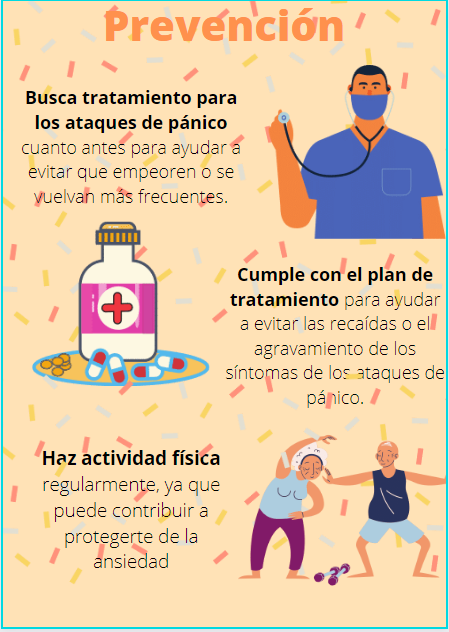 Prevención
Busca tratamiento para
los ataques de pánico
cuanto antes para ayudar a
evitar que empeoren o se
vuelvan más frecuentes.
Cumple con el plan de
tratamiento para ayudar
a evitar las recaídas o el
agravamiento de los
síntomas de los ataques de
pánico.
Haz actividad física
regularmente, ya que
puede contribuir a
protegerte de la
ansiedad